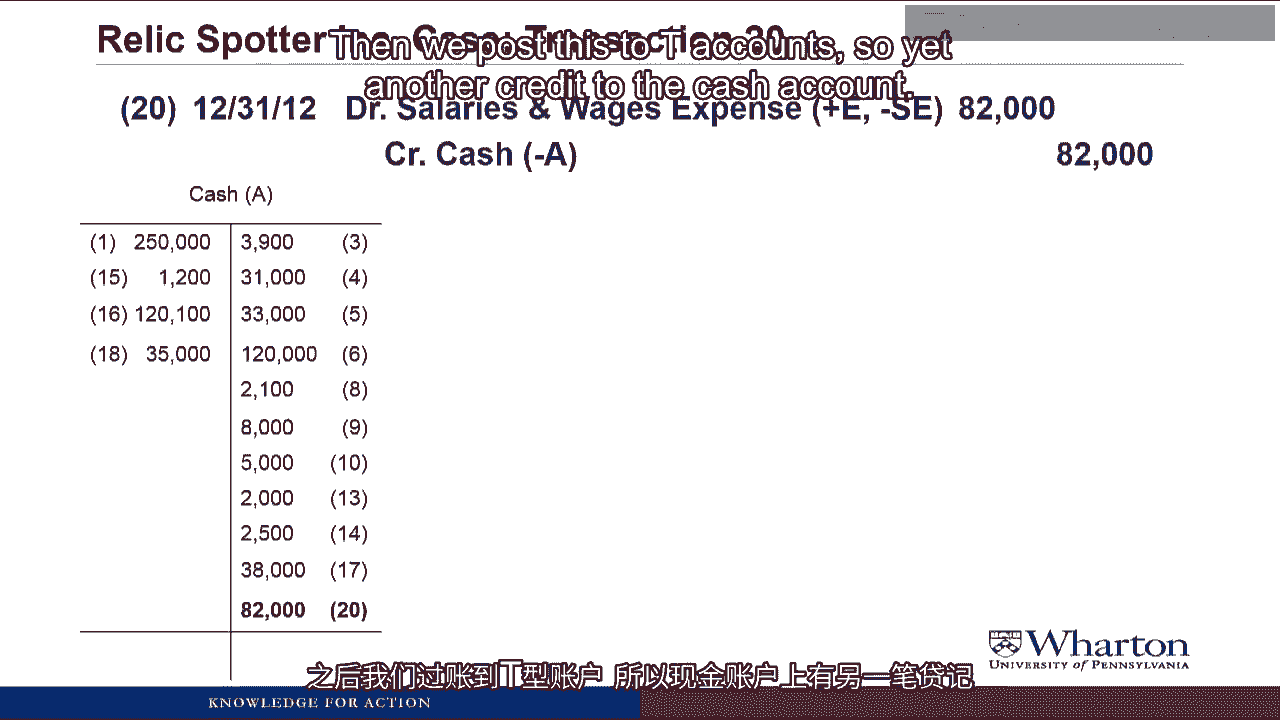 Relic Spotter Inc. Case: Transaction 20
Then we post this to T accounts, so yet
another credit to the cash account.
(20) 12/31/12 Dr. Salaries & Wages Expense (+E, -SE) 82,000
Cr. Cash (-A) 82,000
Cash (A)
(1) 250,000 3,900 (3)
(15) 1,200 31,000 (4)
(16) 120,100 33,000 (5)
(18) 35,000 120,000 (6)
2,100 (8)
8,000 (9)
5,000 (10)
2,000 (13)
2,500 (14)
38,000 (17)
82,000 (20)
Wharton
UNIVERSITY of PENNSYLVANIA
之后我们过账到T型账户 所以现金账户上有另一笔贷记
KNOWLEDGE FOR ACTION